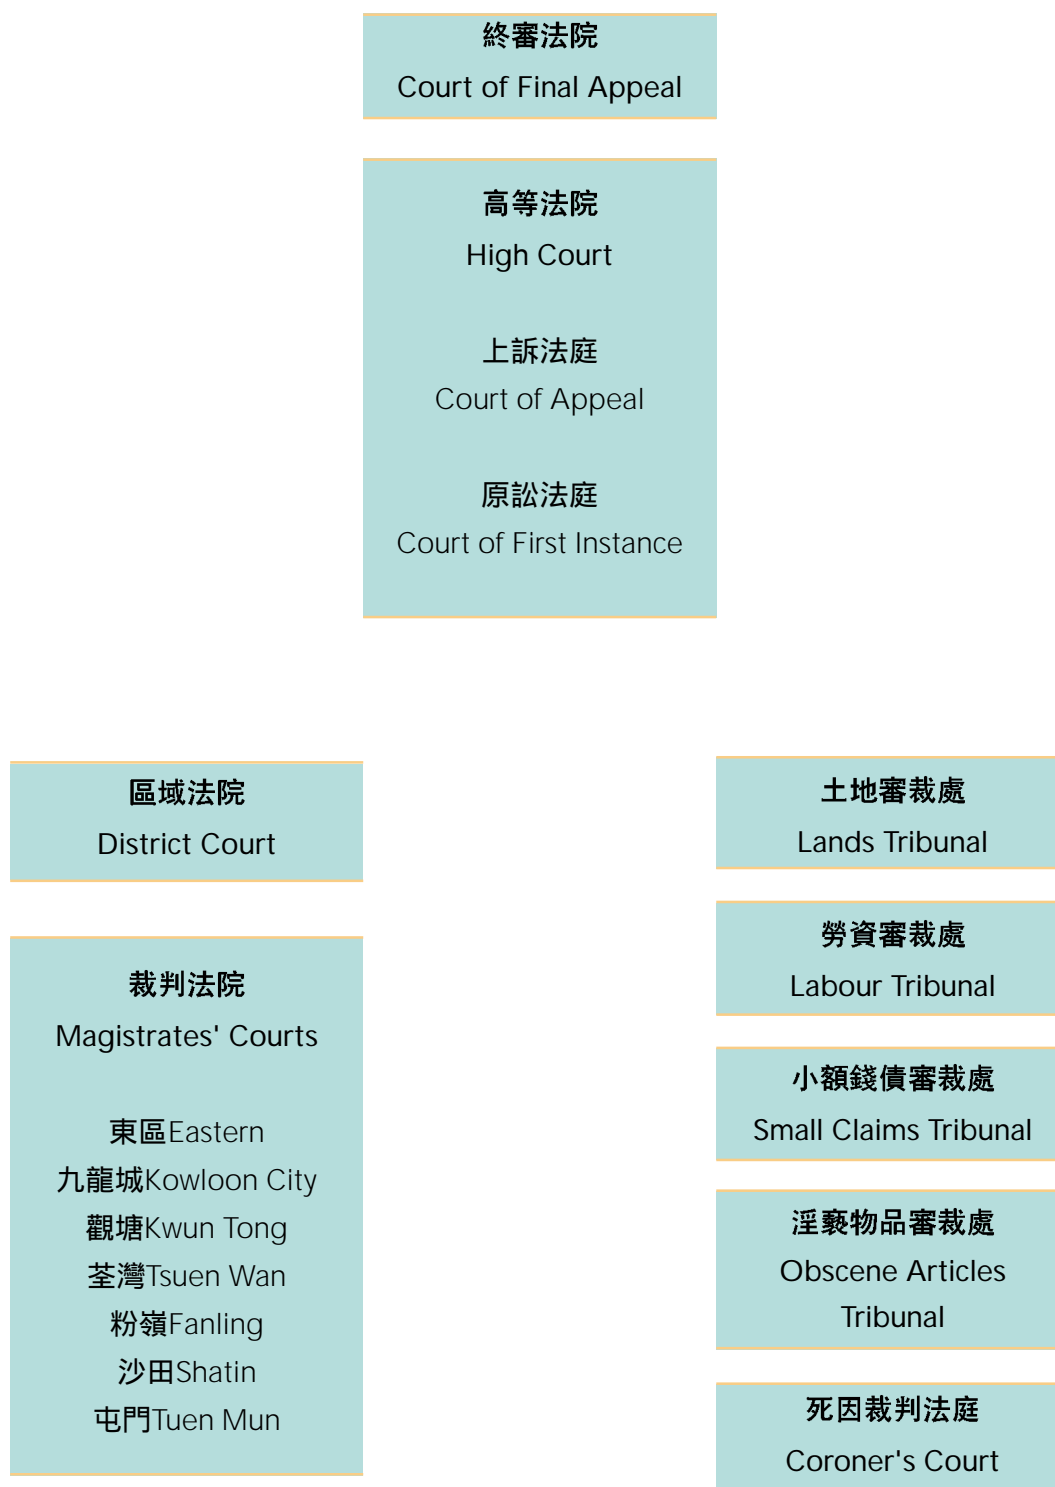 終審法院
Court of Final Appeal
高等法院
High Court
上訴法庭
Court of Appeal
原訟法庭
Court of First Instance
區域法院
District Court
裁判法院
Magistrates' Courts
東區Eastern
九龍城Kowloon City
觀塘Kwun Tong
荃灣Tsuen Wan
粉嶺Fanling
沙田Shatin
屯門Tuen Mun
土地審裁處
Lands Tribunal
勞資審裁處
Labour Tribunal
小額錢債審裁處
Small Claims Tribunal
淫褻物品審裁處
Obscene Articles
Tribunal
死因裁判法庭
Coroner's Court